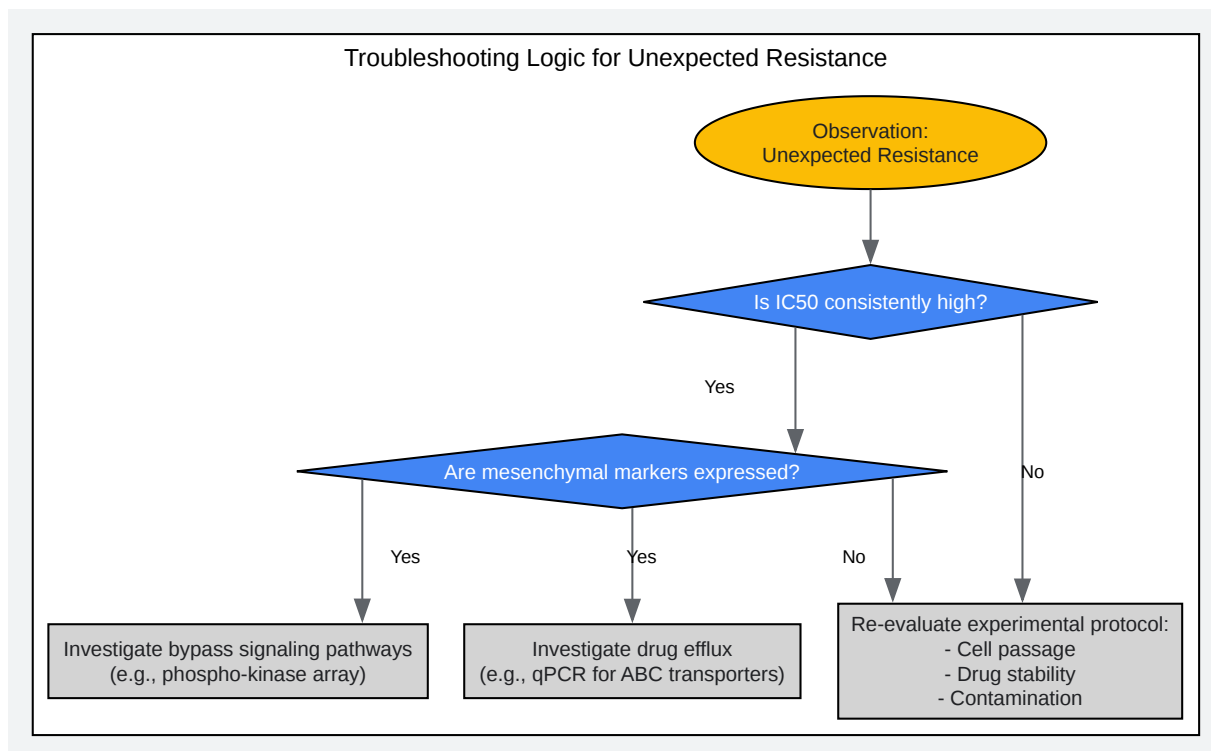 Troubleshooting Logic for Unexpected Resistance
Observation:
Unexpected Resistance
Is IC50 consistently high?
Yes
Are mesenchymal markers expressed?
No
Yes
Yes
No
Investigate bypass signaling pathways
(e.g., phospho-kinase array)
Investigate drug efflux
(e.g., qPCR for ABC transporters)
Re-evaluate experimental protocol:
- Cell passage
- Drug stability
- Contamination